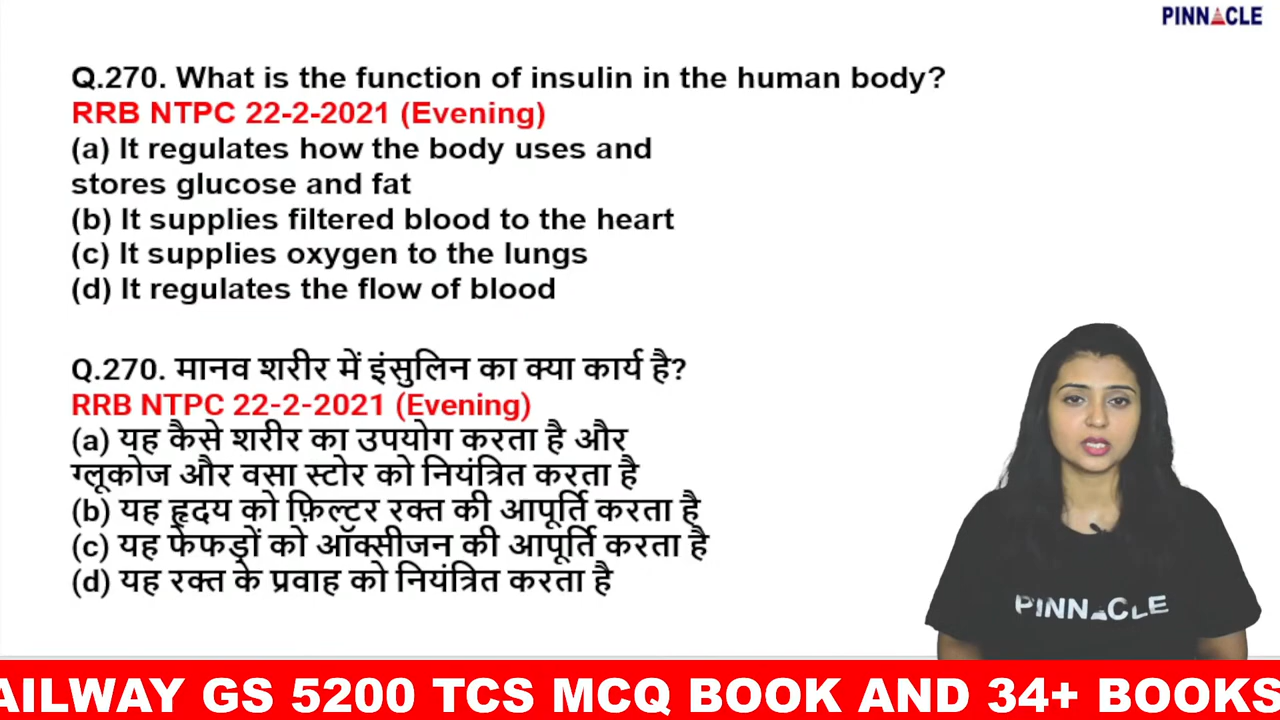 PINNACLE
Q.270. What is the function of insulin in the human body?
RRB NTPC 22-2-2021 (Evening)
(a) It regulates how the body uses and
stores glucose and fat
(b) It supplies filtered blood to the heart
(c) It supplies oxygen to the lungs
(d) It regulates the flow of blood
Q.270. मानव शरीर में इंसुलिन का क्या कार्य है?
RRB NTPC 22-2-2021 (Evening)
(a) यह कैसे शरीर का उपयोग करता है और
ग्लूकोज और वसा स्टोर को नियंत्रित करता है
(b) यह हृदय को फ़िल्टर रक्त की आपूर्ति करता है
(c) यह फेफड़ों को ऑक्सीजन की आपूर्ति करता है
(d) यह रक्त के प्रवाह को नियंत्रित करता है
PINNACLE
AILWAY GS 5200 TCS MCQ BOOK AND 34+ BOOKS